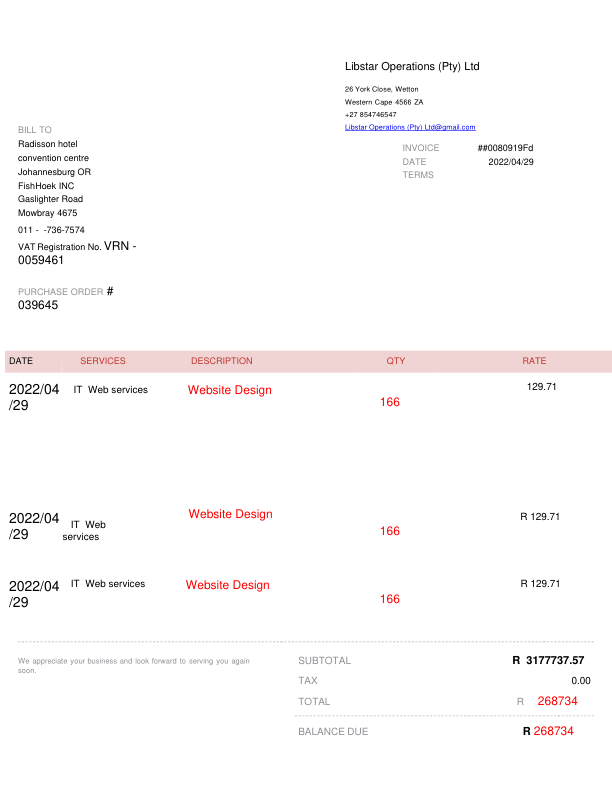 Libstar Operations (Pty) Ltd
26 York Close, Wetton
Western Cape 4566 ZA
+27 854746547
Libstar Operations (Pty) Ltd@gmail.com
INVOICE ##0080919Fd
DATE 2022/04/29
TERMS
BILL TO
Radisson hotel
convention centre
Johannesburg OR
FishHoek INC
Gaslighter Road
Mowbray 4675
011 - -736-7574
VAT Registration No. VRN -
0059461
PURCHASE ORDER #
039645
DATE SERVICES DESCRIPTION QTY RATE
2022/04
/29
IT Web services
Website Design
166
129.71
2022/04
/29
IT Web
services
Website Design
166
R 129.71
2022/04
/29
IT Web services
Website Design
166
R 129.71
We appreciate your business and look forward to serving you again
soon.
SUBTOTAL R 3177737.57
TAX 0.00
TOTAL R 268734
BALANCE DUE R 268734